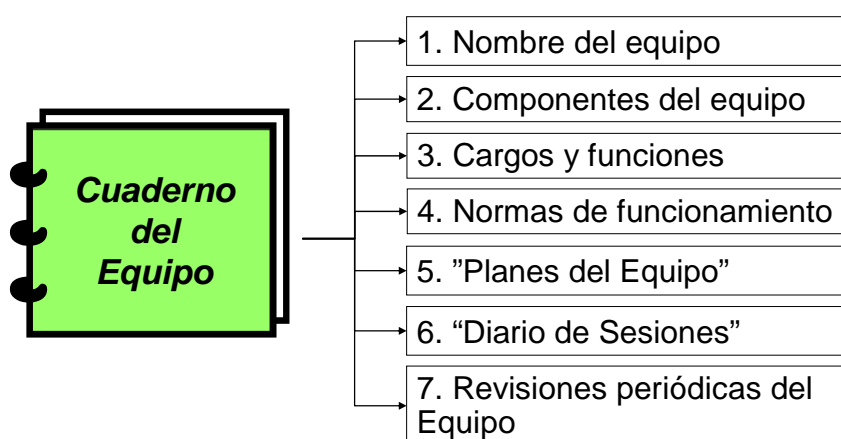 Cuaderno
del
Equipo
1. Nombre del equipo
2. Componentes del equipo
3. Cargos y funciones
4. Normas de funcionamiento
5. ”Planes del Equipo”
6. “Diario de Sesiones”
7. Revisiones periódicas del
Equipo